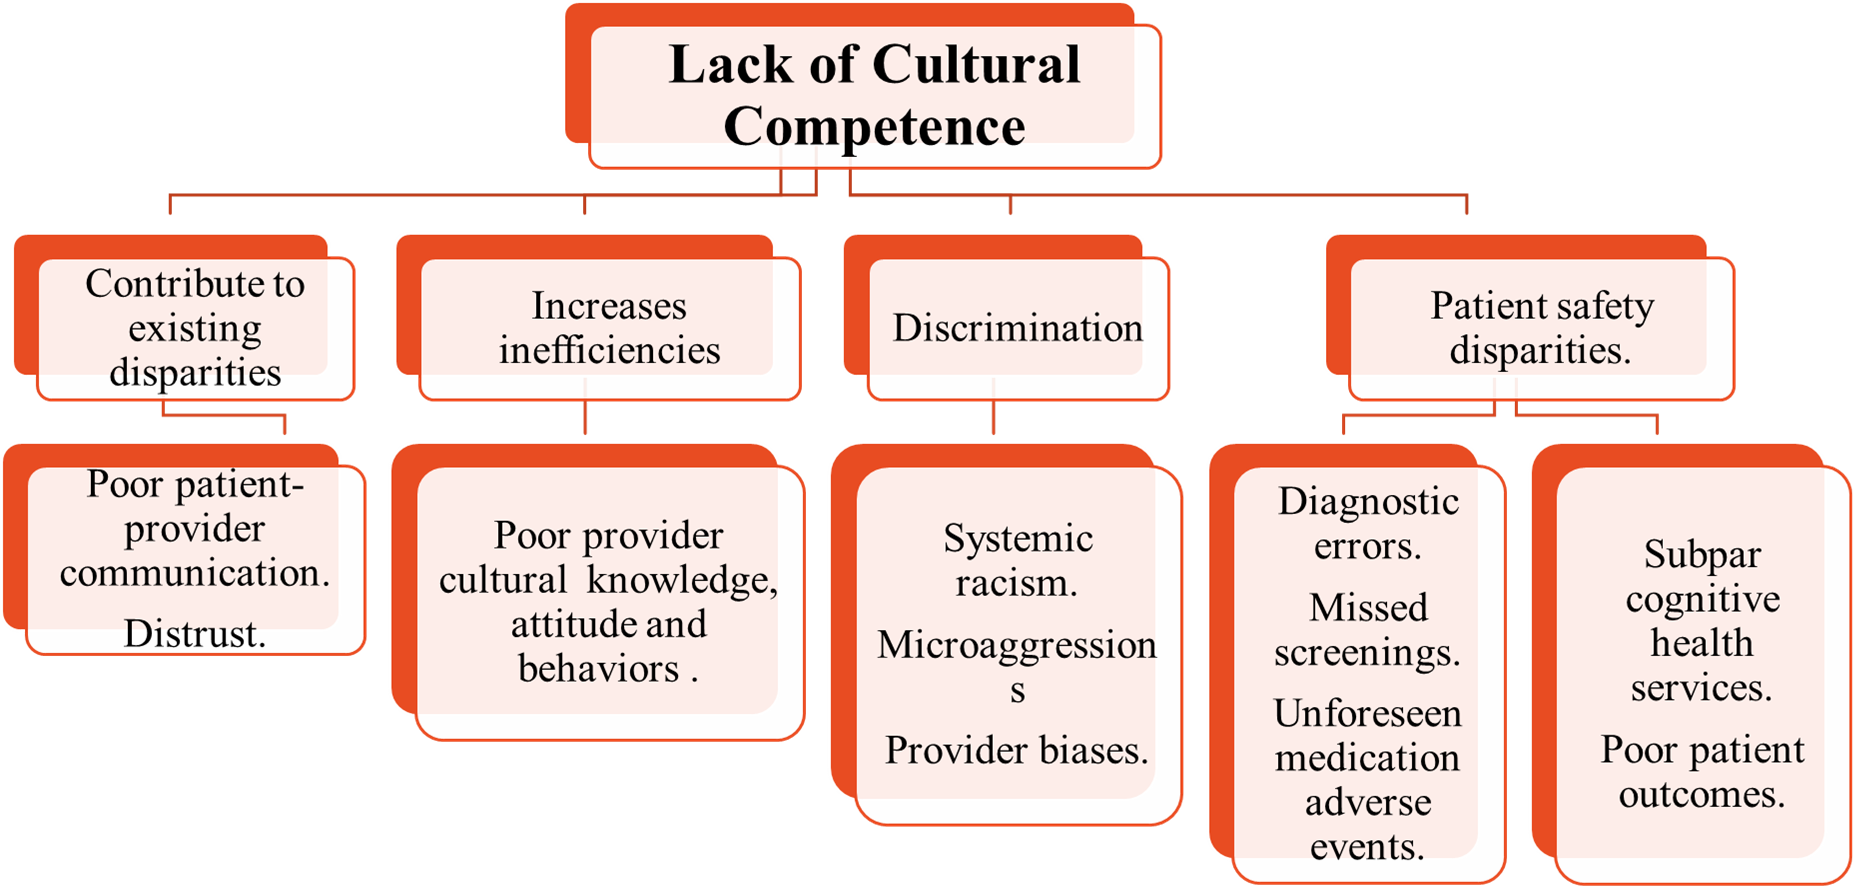 Lack of Cultural
Competence
Contribute to
existing
disparities
Increases
inefficiencies
Discrimination
Patient safety
disparities.
Poor patient-
provider
communication.
Distrust.
Poor provider
cultural  knowledge,
attitude and
behaviors .
Systemic
racism.
Microaggression
s
Provider biases.
Diagnostic
errors.
Missed
screenings.
Unforeseen
medication
adverse
events.
Subpar
cognitive
health
services.
Poor patient
outcomes.